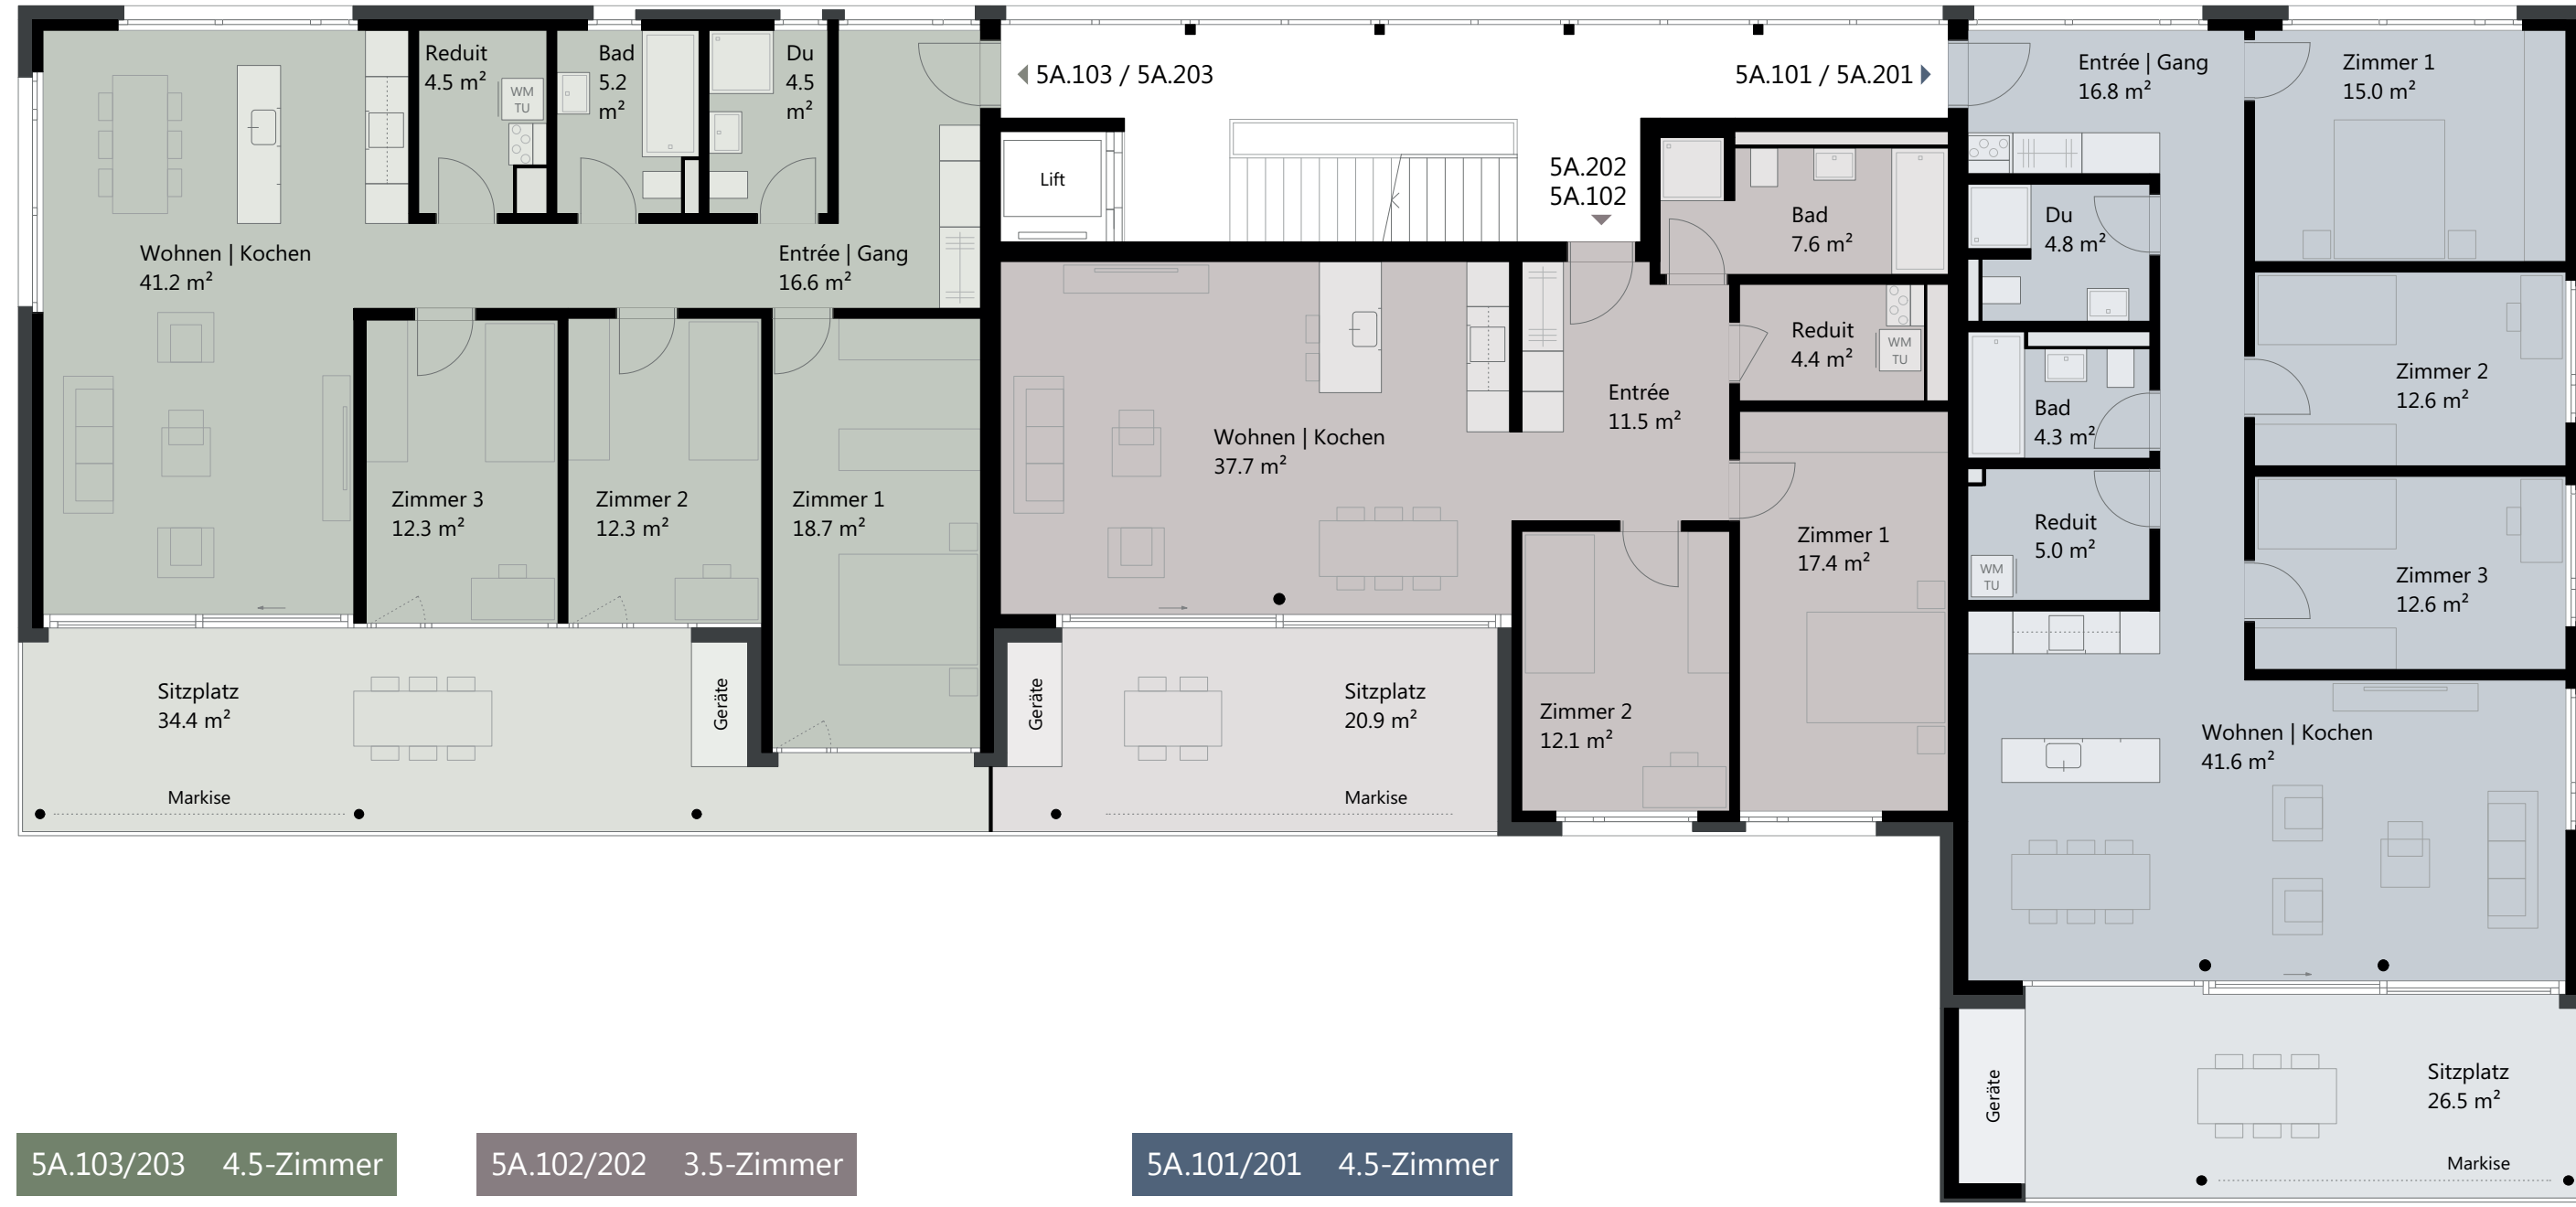 Reduit
4.5 m²
WM
TU
Bad
5.2
m²
Du
4.5
m²
Wohnen | Kochen
41.2 m²
Entrée | Gang
16.6 m²
Zimmer 3
12.3 m²
Zimmer 2
12.3 m²
Zimmer 1
18.7 m²
Sitzplatz
34.4 m²
Geräte
Markise
5A.103 / 5A.203
5A.101 / 5A.201
Lift
5A.202
5A.102
Bad
7.6 m²
Reduit
4.4 m²
WM
TU
Entrée
11.5 m²
Wohnen | Kochen
37.7 m²
Zimmer 1
17.4 m²
Zimmer 2
12.1 m²
Geräte
Sitzplatz
20.9 m²
Markise
Entrée | Gang
16.8 m²
Zimmer 1
15.0 m²
Du
4.8 m²
Zimmer 2
12.6 m²
Bad
4.3 m²
Reduit
5.0 m²
WM
TU
Zimmer 3
12.6 m²
Wohnen | Kochen
41.6 m²
Geräte
Sitzplatz
26.5 m²
Markise
5A.103/203 4.5-Zimmer
5A.102/202 3.5-Zimmer
5A.101/201 4.5-Zimmer